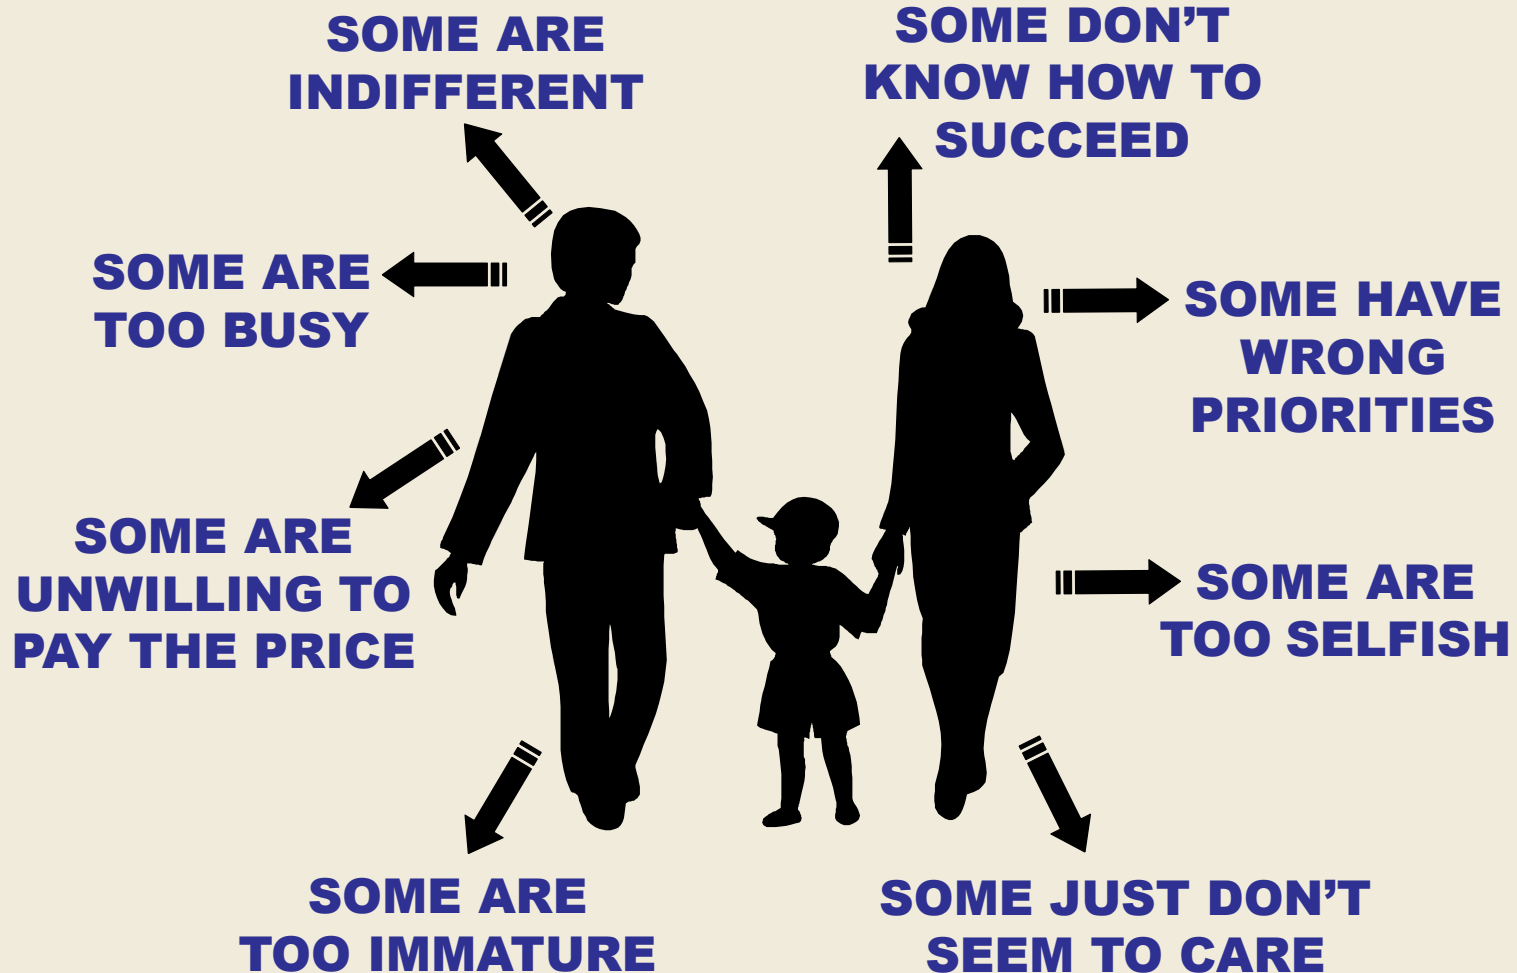 SOME ARE
INDIFFERENT
SOME DON’T
KNOW HOW TO
SUCCEED
SOME ARE
TOO BUSY
SOME HAVE
WRONG
PRIORITIES
SOME ARE
UNWILLING TO
PAY THE PRICE
SOME ARE
TOO SELFISH
SOME ARE
TOO IMMATURE
SOME JUST DON’T
SEEM TO CARE